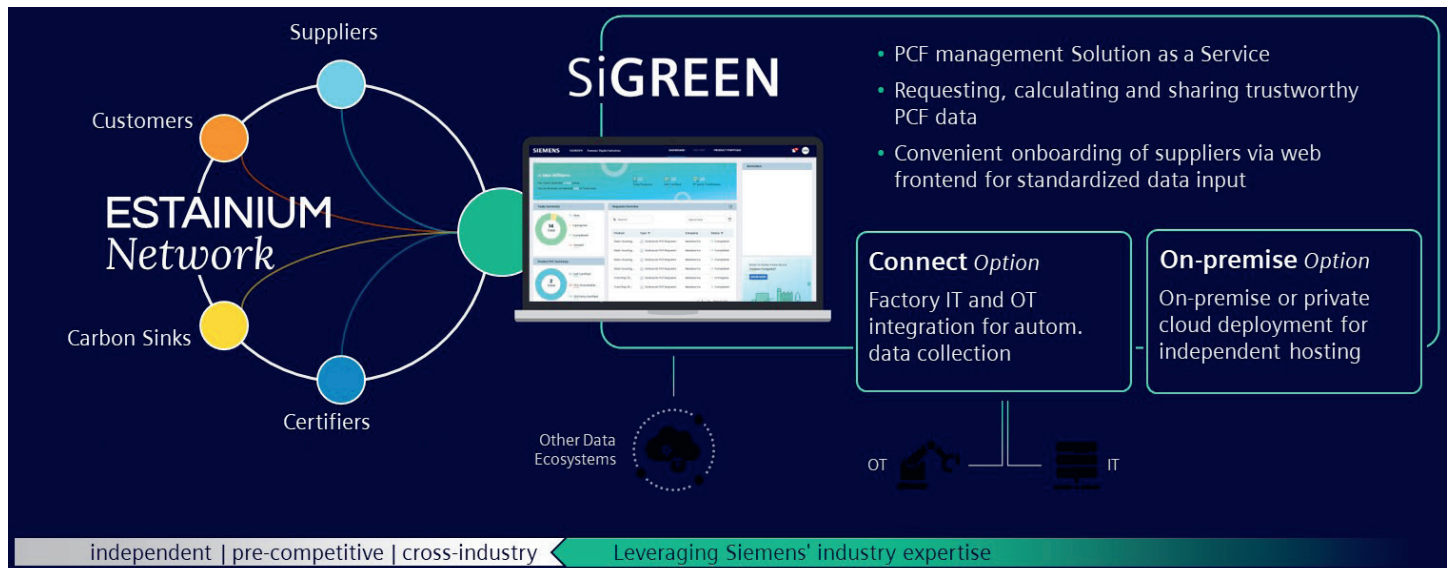 Suppliers
Customers
ESTAINIUM
Network
Carbon Sinks
Certifiers
SiGREEN
• PCF management Solution as a Service
• Requesting, calculating and sharing trustworthy
PCF data
• Convenient onboarding of suppliers via web
frontend for standardized data input
SIEMENS
Connect Option
Factory IT and OT
integration for autom.
data collection
On-premise Option
On-premise or private
cloud deployment for
independent hosting
Other Data
Ecosystems
OT
IT
independent | pre-competitive | cross-industry
Leveraging Siemens' industry expertise